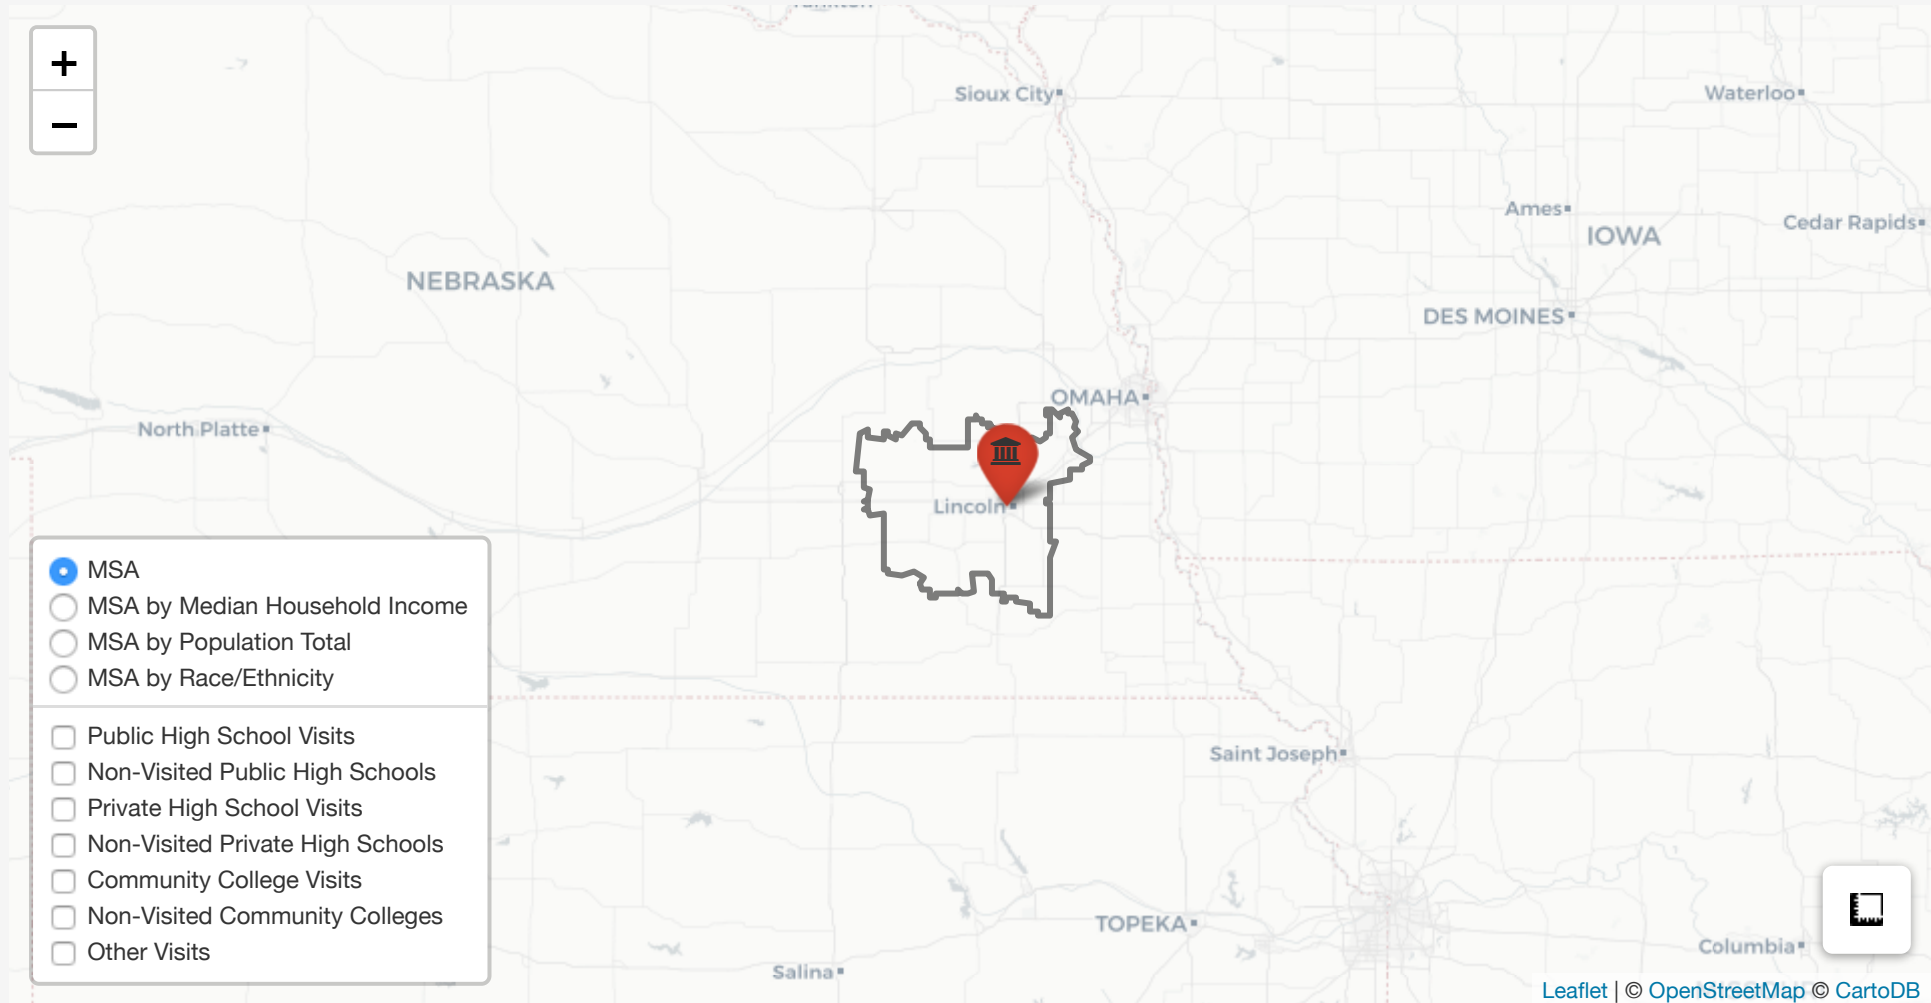 +
Sioux City
Waterloo
−
Ames
Cedar Rapids
IOWA
NEBRASKA
DES MOINES
OMAHA
North Platte
Lincoln
MSA
MSA by Median Household Income
MSA by Population Total
MSA by Race/Ethnicity
Public High School Visits
Non-Visited Public High Schools
Private High School Visits
Non-Visited Private High Schools
Community College Visits
Non-Visited Community Colleges
Other Visits
Saint Joseph
TOPEKA
Columbia
Salina
Leaflet | © OpenStreetMap © CartoDB